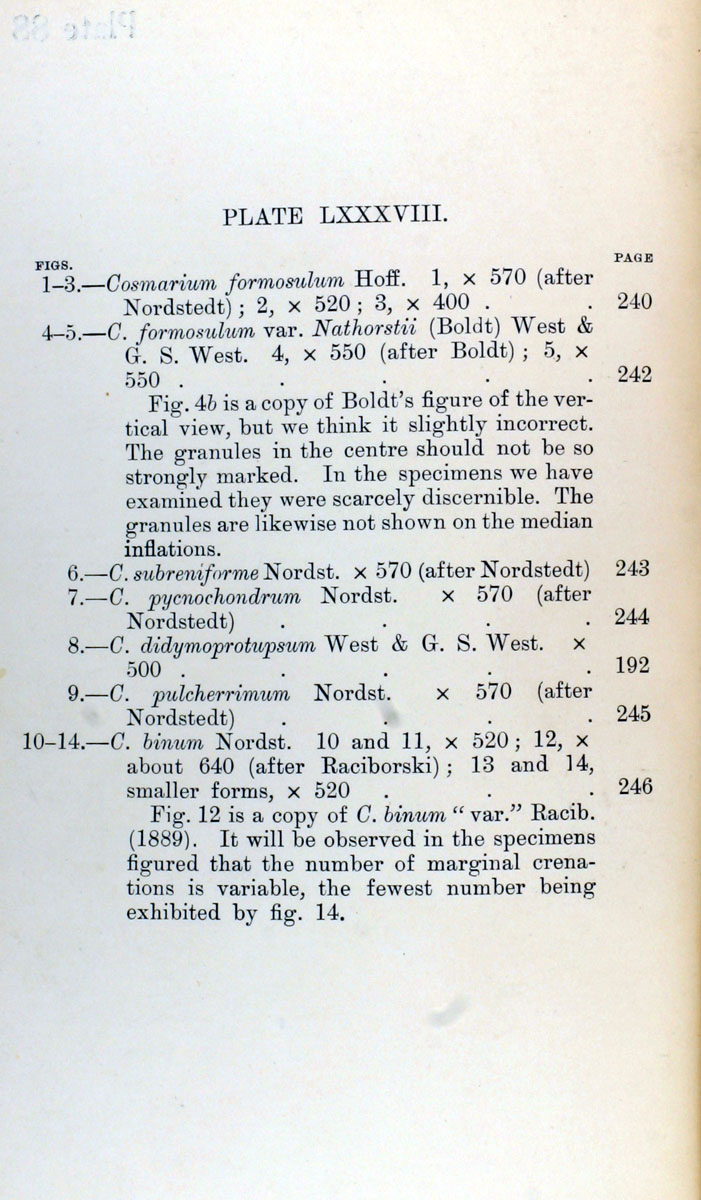 Plate 88
PLATE LXXXVIII.
FIGS. PAGE
1–3.—Cosmarium formosulum Hoff. 1, × 570 (after
Nordstedt) ; 2, × 520 ; 3, × 400 . . 240
4–5.—C. formosulum var. Nathorstii (Boldt) West &
G. S. West. 4, × 550 (after Boldt) ; 5, ×
550 . . . . . 242
Fig. 4b is a copy of Boldt’s figure of the ver-
tical view, but we think it slightly incorrect.
The granules in the centre should not be so
strongly marked. In the specimens we have
examined they were scarcely discernible. The
granules are likewise not shown on the median
inflations.
6.—C. subreniforme Nordst. × 570 (after Nordstedt) 243
7.—C. pycnochondrum Nordst. × 570 (after
Nordstedt) . . . . 244
8.—C. didymoprotupsum West & G. S. West. ×
500 . . . . . 192
9.—C. pulcherrimum Nordst. × 570 (after
Nordstedt) . . . . 245
10–14.—C. binum Nordst. 10 and 11, × 520 ; 12, ×
about 640 (after Raciborski) ; 13 and 14,
smaller forms, × 520 . . . 246
Fig. 12 is a copy of C. binum “ var.” Racib.
(1889). It will be observed in the specimens
figured that the number of marginal crena-
tions is variable, the fewest number being
exhibited by fig. 14.